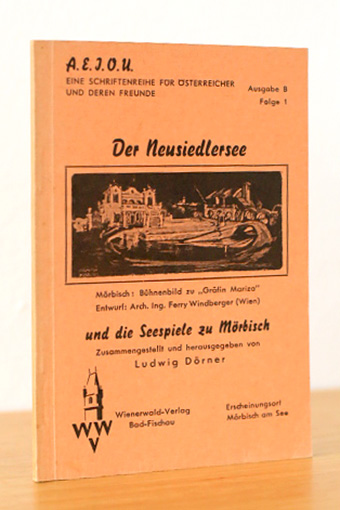 A.E.I.O.U.
EINE SCHRIFTENREIHE FÜR ÖSTERREICHER
UND DEREN FREUNDE
Ausgabe B
Folge 1
Der Neusiedlersee
Mörbisch: Bühnenbild zu „Gräfin Mariza"
Entwurf: Arch. Ing. Ferry Windberger (Wien)
und die Seespiele zu Mörbisch
Zusammengestellt und herausgegeben von
Ludwig Dörner
WWV
Wienerwald-Verlag
Bad-Fischau
Erscheinungsort
Mörbisch am See